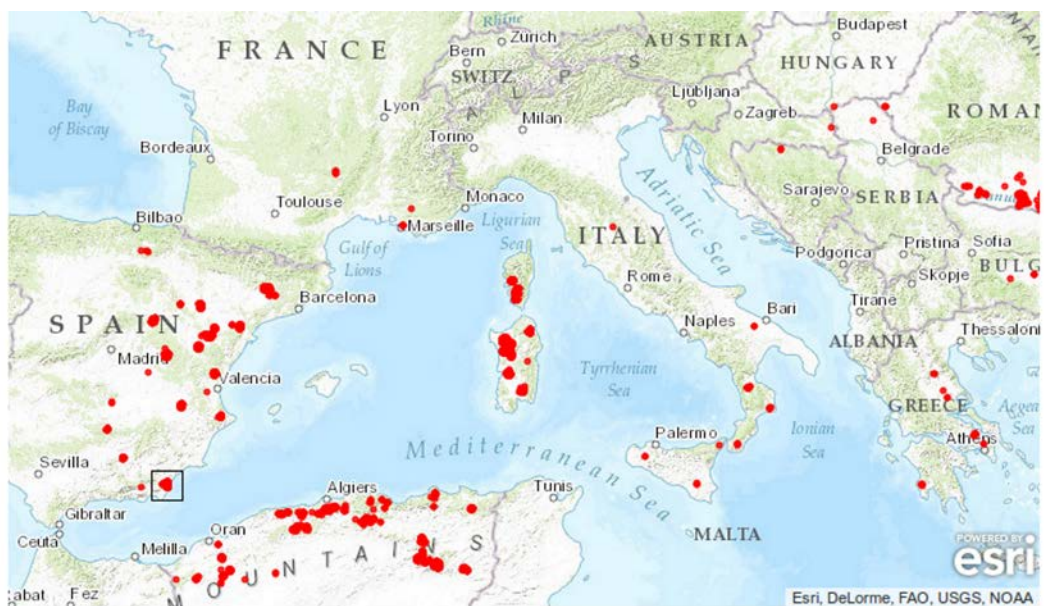 Budapest
Rhine
Zürich
AUSTRIA
FRANCE
Bern
HUNGARY
SWITZ
ALPS
Ljubljana
Bay
of Biscay
Lyon
Zagreb
ROMAN
Milan
Torino
Belgrade
Bordeaux
Adriatic Sea
Sarajevo
SERBIA
Monaco
Toulouse
Bilbao
Marseille
Ligurian
Sea
ITALY
Gulf of
Lions
Podgorica
Pristina
Sofia
BULG
Skopje
Rome
Barcelona
Tirane
Bari
SPAIN
Naples
Thessaloni
ALBANIA
Madrid
Tyrrhenian
Sea
Valencia
GREECE
Aegea
Sea
Ionian
Sea
Mediterranean Sea
Palermo
Athens
Sevilla
Algiers
Tunis
Gibraltar
Oran
MALTA
Ceuta
Melilla
MOUNTAINS
POWERED BY
esri
abat
Fez
Esri, DeLorme, FAO, USGS, NOAA